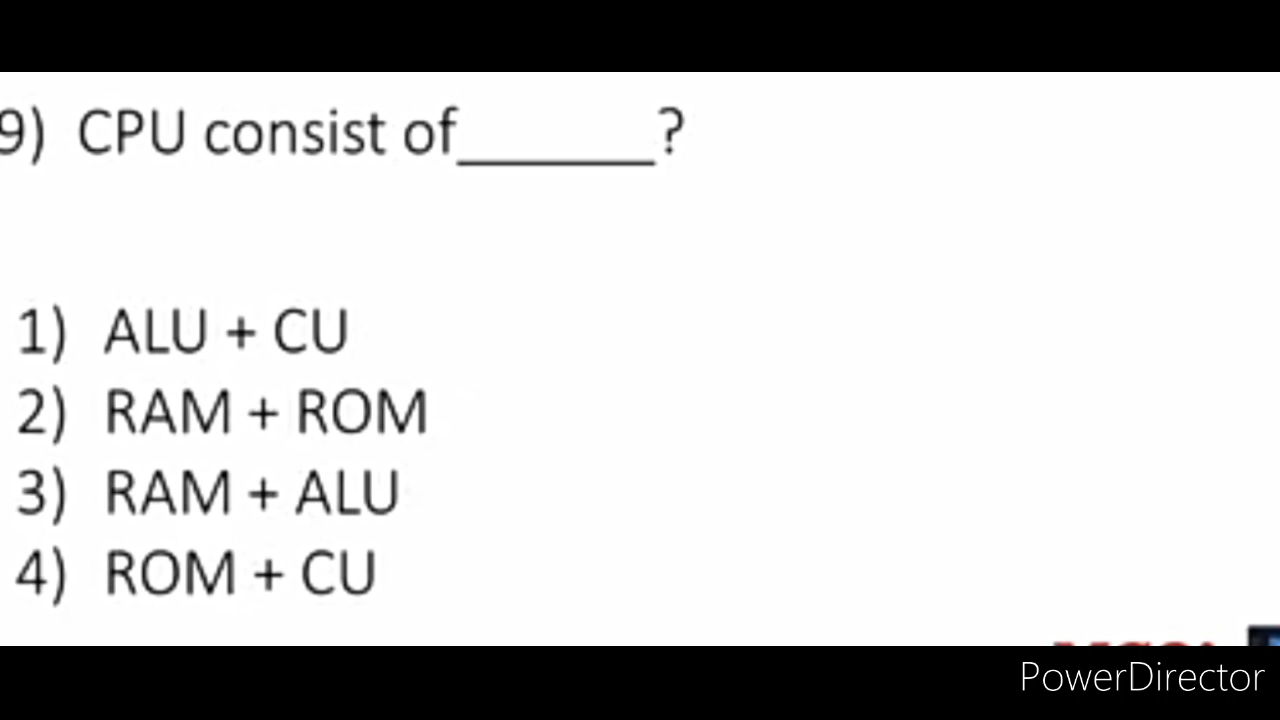 9) CPU consist of_______?
1) ALU + CU
2) RAM + ROM
3) RAM + ALU
4) ROM + CU
PowerDirector